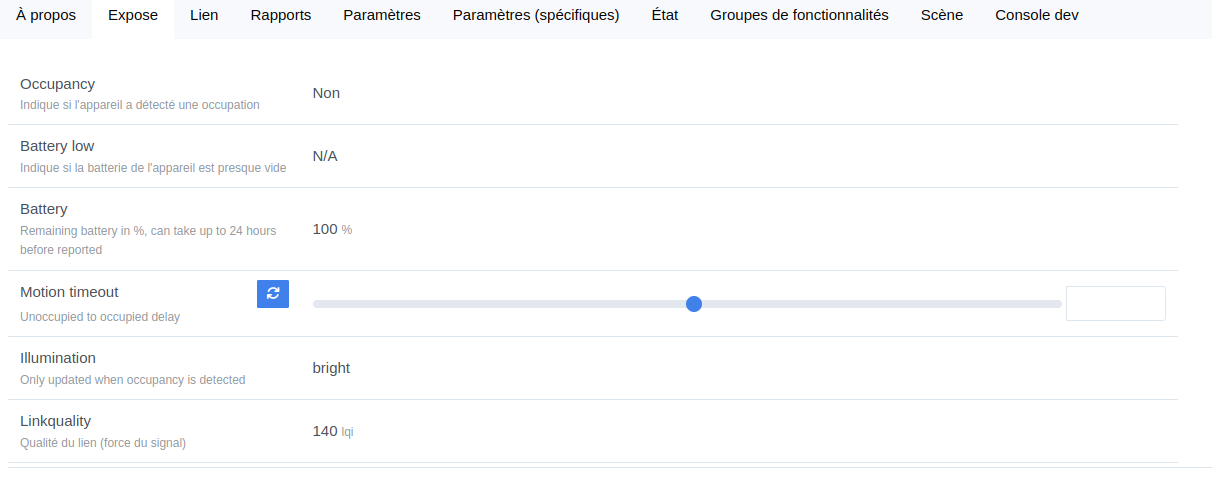 À propos Expose Lien Rapports Paramètres Paramètres (spécifiques) État Groupes de fonctionnalités Scène Console dev
Occupancy
Indique si l'appareil a détecté une occupation
Non
Battery low
Indique si la batterie de l'appareil est presque vide
N/A
Battery
Remaining battery in %, can take up to 24 hours
before reported
100 %
Motion timeout
Unoccupied to occupied delay
Illumination
Only updated when occupancy is detected
bright
Linkquality
Qualité du lien (force du signal)
140 lqi